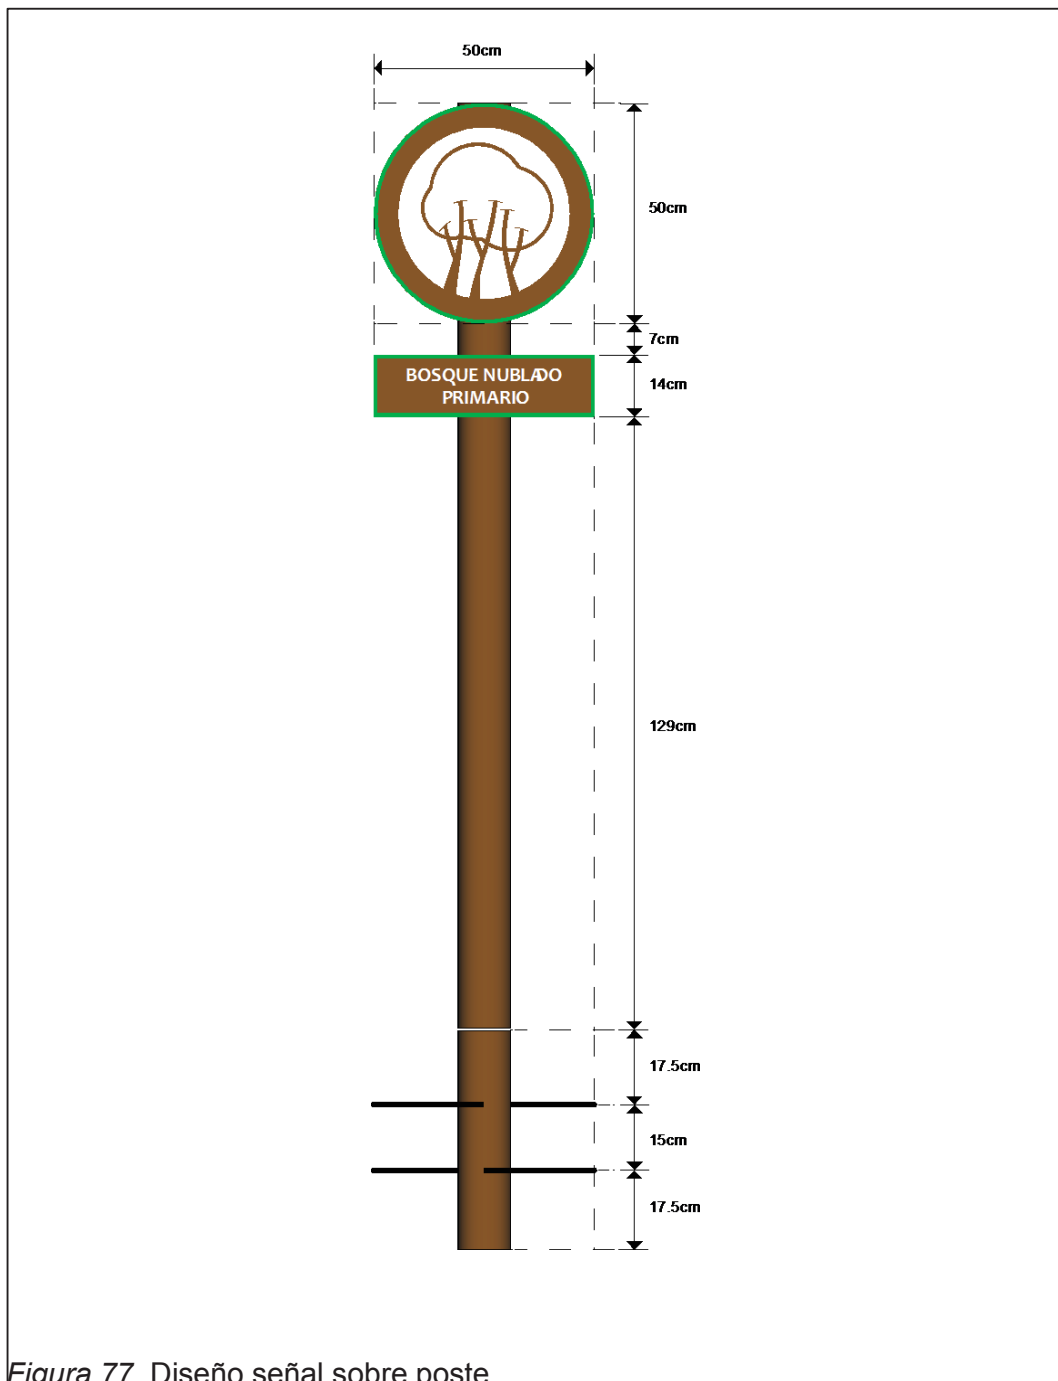 50cm
50cm
7cm
BOSQUE NUBLADO
PRIMARIO
14cm
129cm
17.5cm
15cm
17.5cm
Figura 77 Diseño señal sobre poste